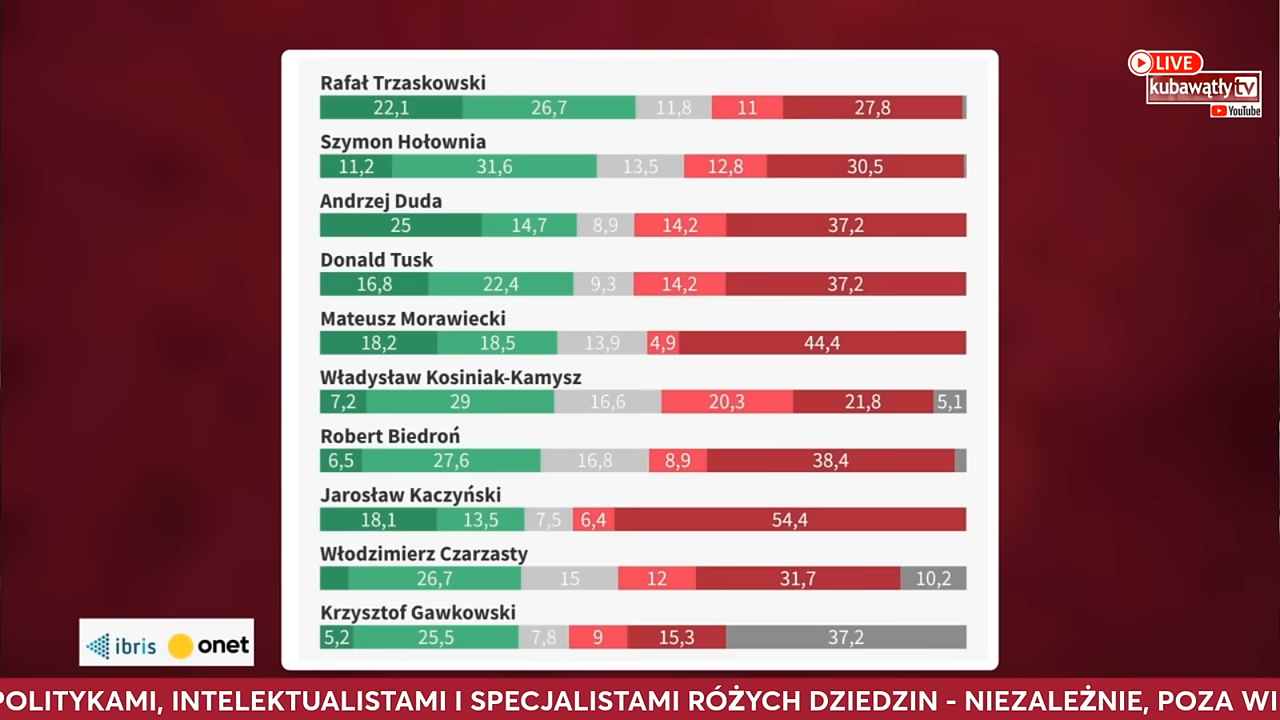 LIVE
kubawątły tv
YouTube
Rafał Trzaskowski
22,1 26,7 11,8 11 27,8
Szymon Hołownia
11,2 31,6 13,5 12,8 30,5
Andrzej Duda
25 14,7 8,9 14,2 37,2
Donald Tusk
16,8 22,4 9,3 14,2 37,2
Mateusz Morawiecki
18,2 18,5 13,9 4,9 44,4
Władysław Kosiniak-Kamysz
7,2 29 16,6 20,3 21,8 5,1
Robert Biedroń
6,5 27,6 16,8 8,9 38,4
Jarosław Kaczyński
18,1 13,5 7,5 6,4 54,4
Włodzimierz Czarzasty
26,7 15 12 31,7 10,2
Krzysztof Gawkowski
5,2 25,5 7,8 9 15,3 37,2
ibris onet
POLITYKAMI, INTELEKTUALISTAMI I SPECJALISTAMI RÓŻYCH DZIEDZIN - NIEZALEŻNIE, POZA WI